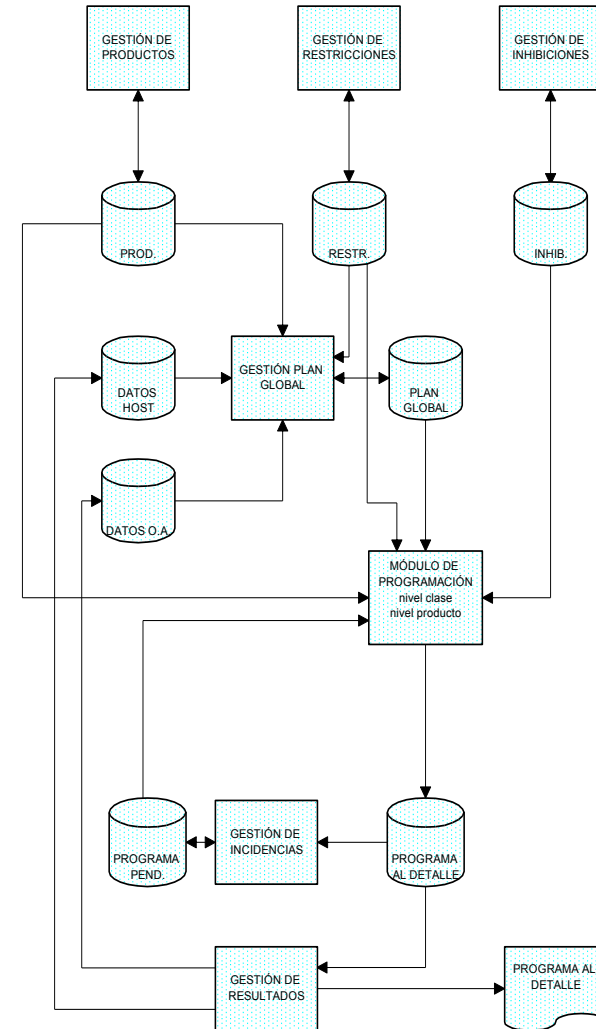 GESTIÓN DE
PRODUCTOS
GESTIÓN DE
RESTRICCIONES
GESTIÓN DE
INHIBICIONES
PROD.
RESTR.
INHIB.
DATOS
HOST
GESTIÓN PLAN
GLOBAL
PLAN
GLOBAL
DATOS O.A.
MÓDULO DE
PROGRAMACIÓN
nivel clase
nivel producto
PROGRAMA
PEND.
GESTIÓN DE
INCIDENCIAS
PROGRAMA
AL DETALLE
GESTIÓN DE
RESULTADOS
PROGRAMA AL
DETALLE